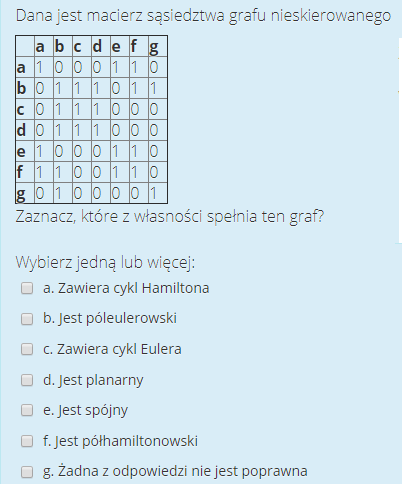 Dana jest macierz sąsiedztwa grafu nieskierowanego
a b c d e f g
a 1 0 0 0 1 1 0
b 0 1 1 1 0 1 1
c 0 1 1 1 0 0 0
d 0 1 1 1 0 0 0
e 1 0 0 0 1 1 0
f 1 1 0 0 1 1 0
g 0 1 0 0 0 0 1
Zaznacz, które z własności spełnia ten graf?
Wybierz jedną lub więcej:
a. Zawiera cykl Hamiltona
b. Jest póleulerowski
c. Zawiera cykl Eulera
d. Jest planarny
e. Jest spójny
f. Jest półhamiltonowski
g. Żadna z odpowiedzi nie jest poprawna